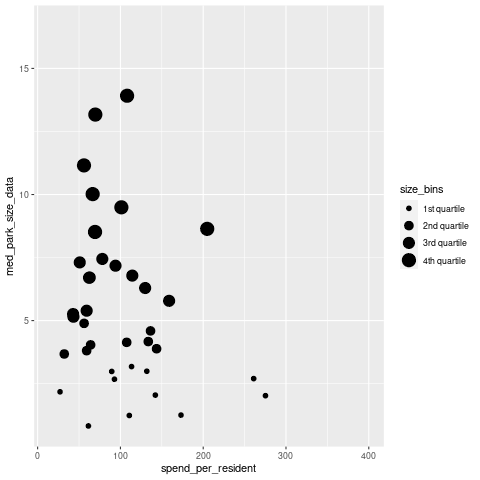 15
10
5
med_park_size_data
0
100
200
300
400
spend_per_resident
size_bins
1st quartile
2nd quartile
3rd quartile
4th quartile